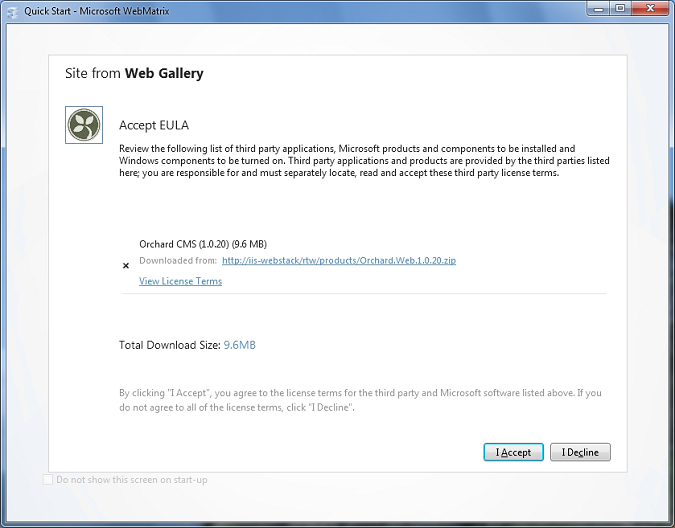 Quick Start - Microsoft WebMatrix
Site from Web Gallery
Accept EULA
Review the following list of third party applications, Microsoft products and components to be installed and
Windows components to be turned on. Third party applications and products are provided by the third parties listed
here; you are responsible for and must separately locate, read and accept these third party license terms.
Orchard CMS (1.0.20) (9.6 MB)
Downloaded from: http://iis-webstack/rtw/products/Orchard.Web.1.0.20.zip
View License Terms
Total Download Size: 9.6MB
By clicking "I Accept", you agree to the license terms for the third party and Microsoft software listed above. If you
do not agree to all of the license terms, click "I Decline".
I Accept I Decline
Do not show this screen on start-up